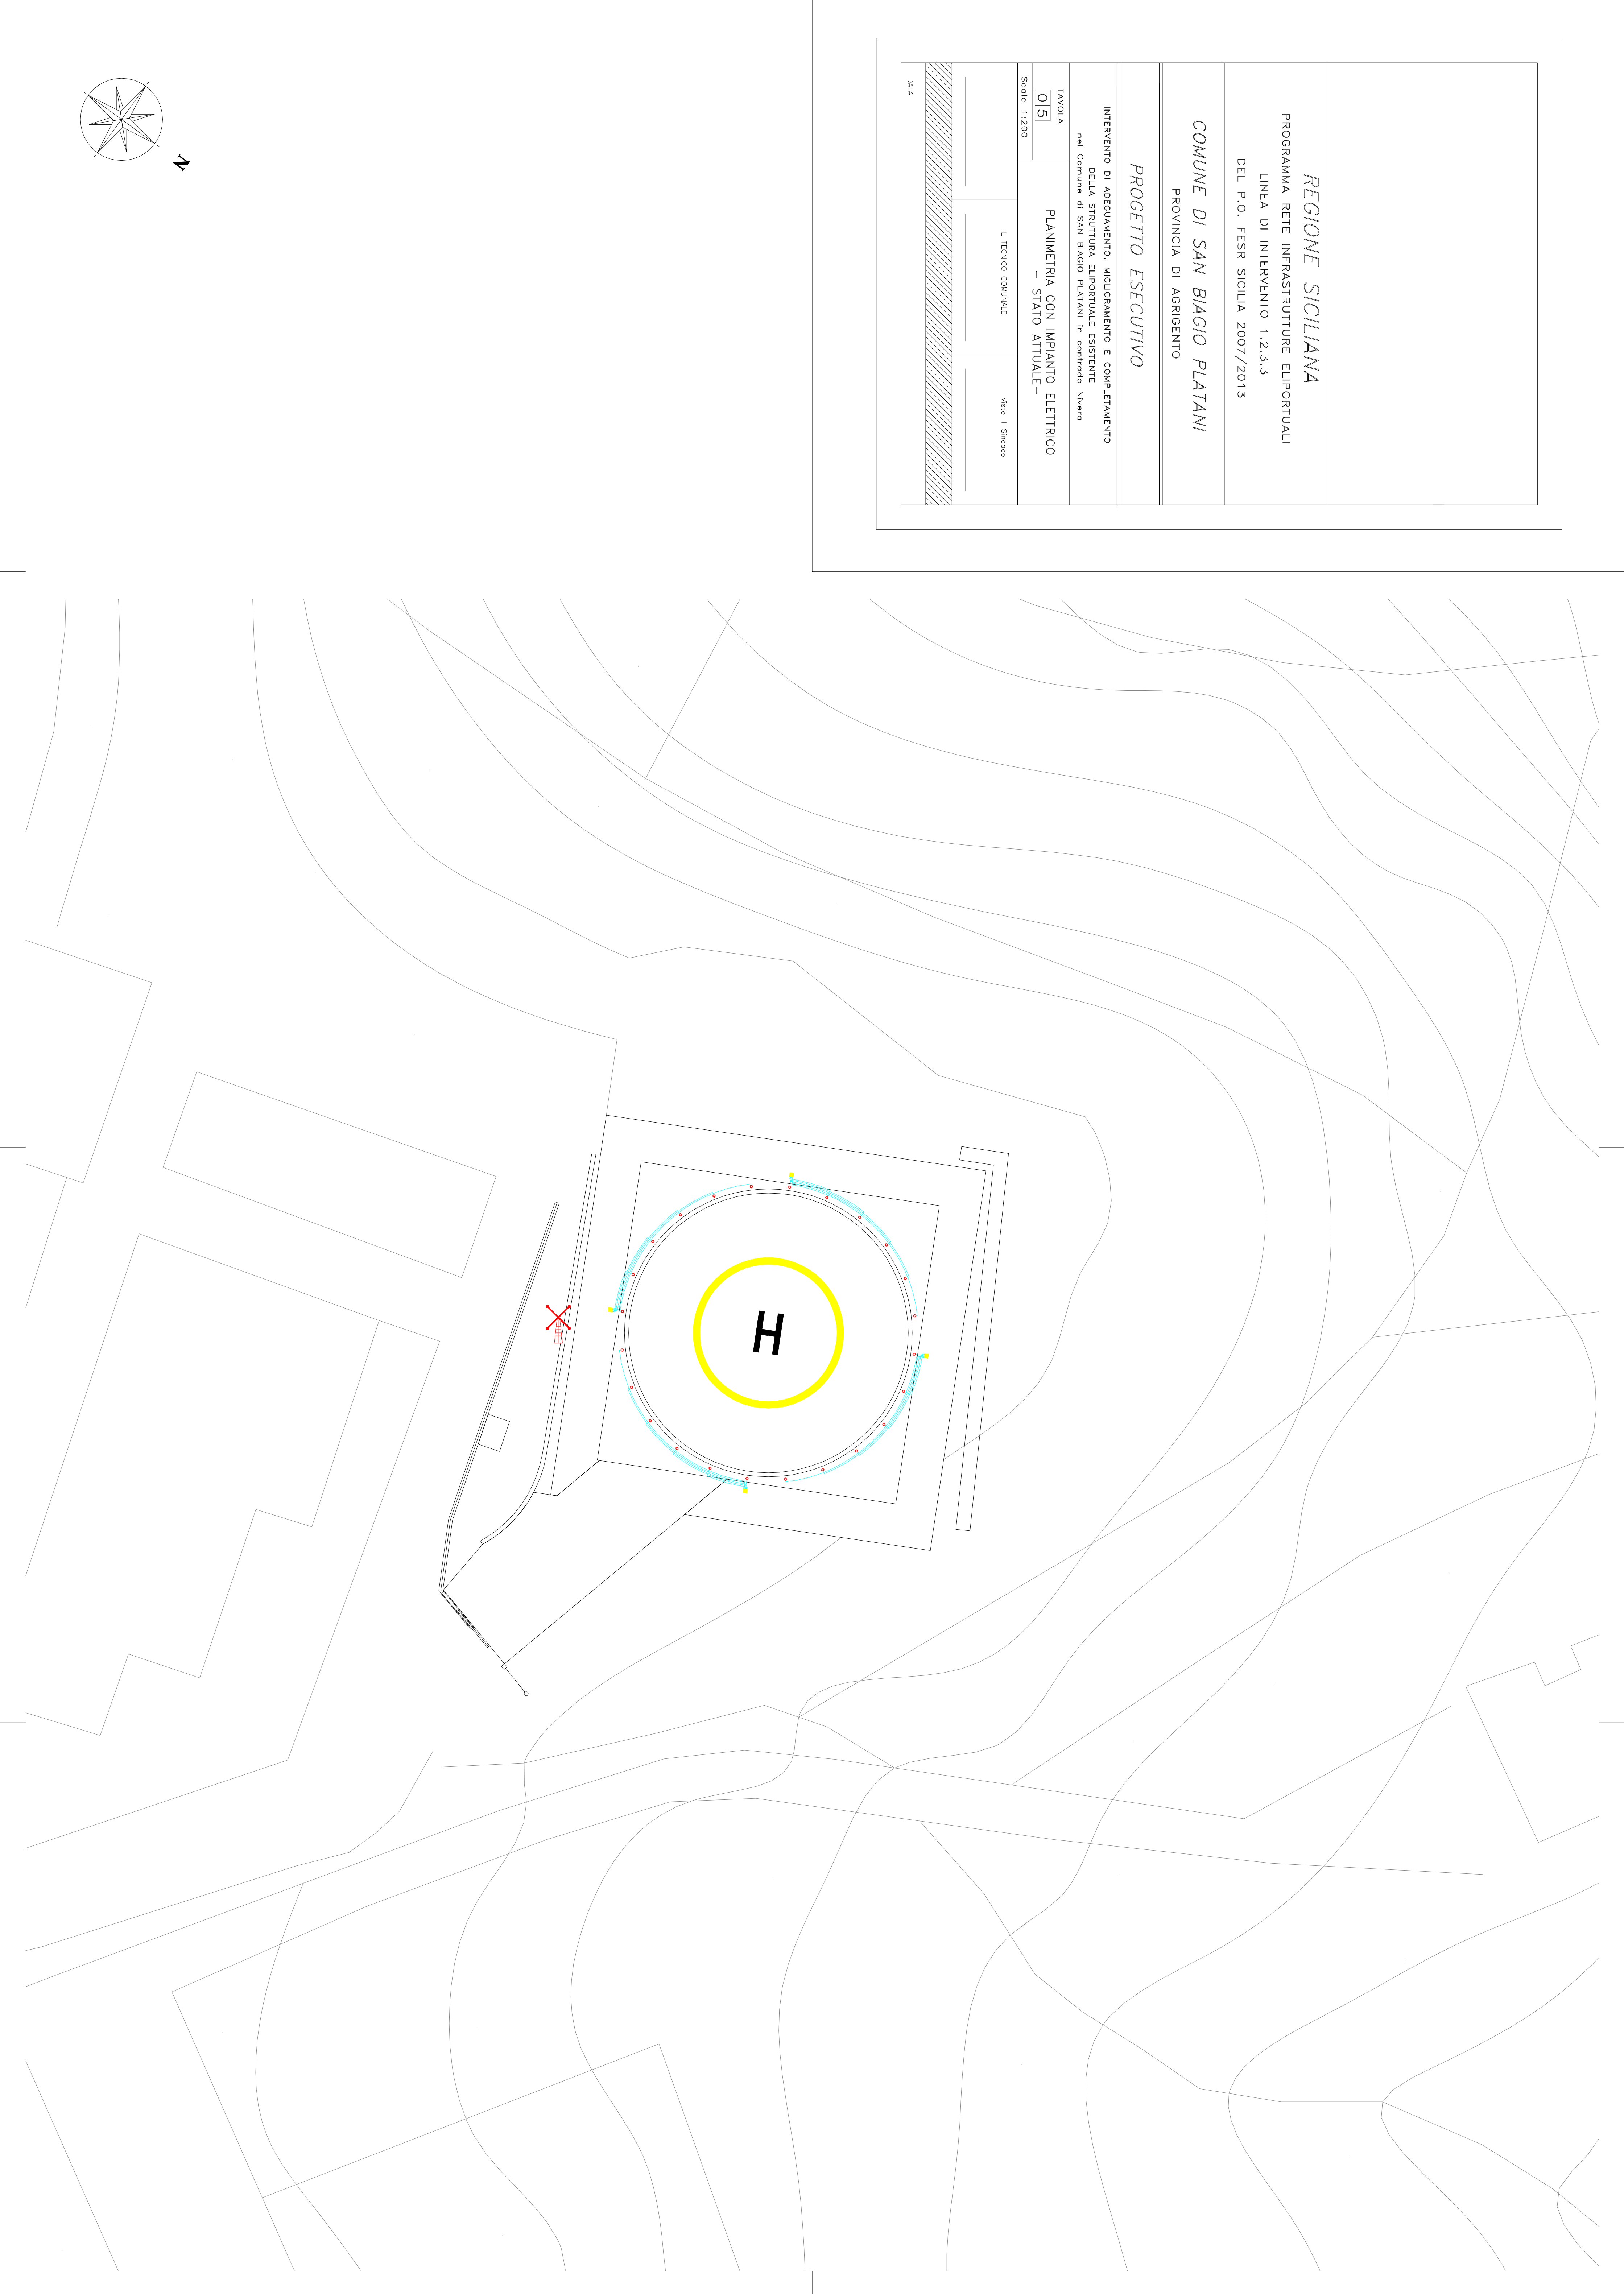 REGIONE SICILIANA
PROGRAMMA RETE INFRASTRUTTURE ELIPORTUALI
LINEA DI INTERVENTO 1.2.3.3
DEL P.O. FESR SICILIA 2007/2013
COMUNE DI SAN BIAGIO PLATANI
PROVINCIA DI AGRIGENTO
PROGETTO ESECUTIVO
INTERVENTO DI ADEGUAMENTO, MIGLIORAMENTO E COMPLETAMENTO
DELLA STRUTTURA ELIPORTUALE ESISTENTE
nel Comune di SAN BIAGIO PLATANI in contrada Nivera
TAVOLA
05
Scala 1:200
PLANIMETRIA CON IMPIANTO ELETTRICO
- STATO ATTUALE-
IL TECNICO COMUNALE
Visto Il Sindaco
DATA
N
H